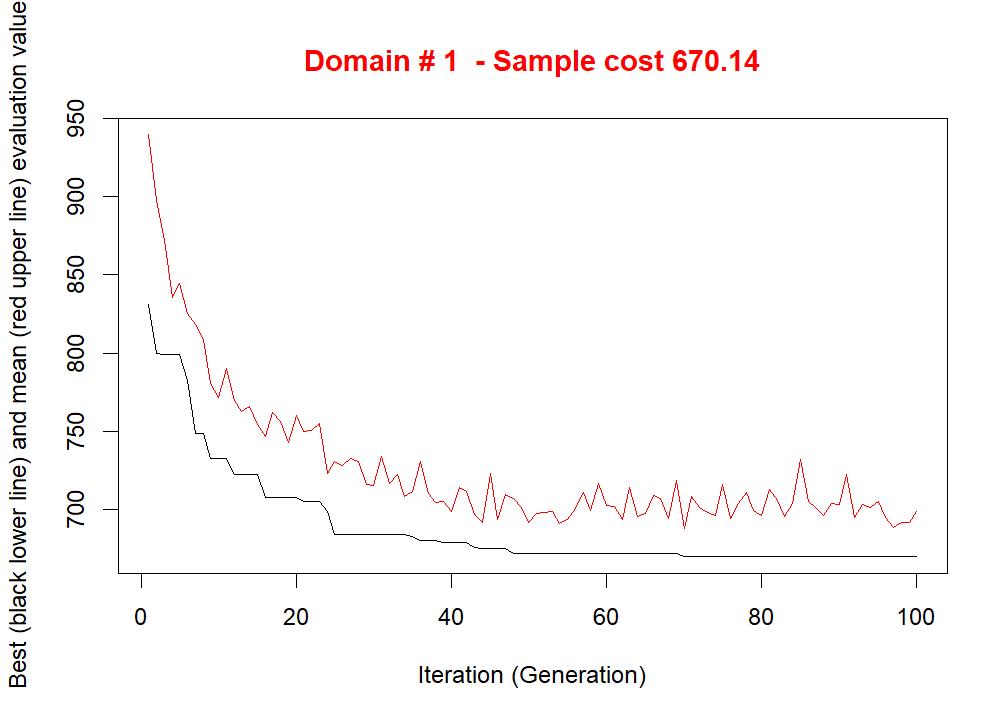 Domain # 1  - Sample cost 670.14
Best (black lower line) and mean (red upper line) evaluation value
950
900
850
800
750
700
0 20 40 60 80 100
Iteration (Generation)